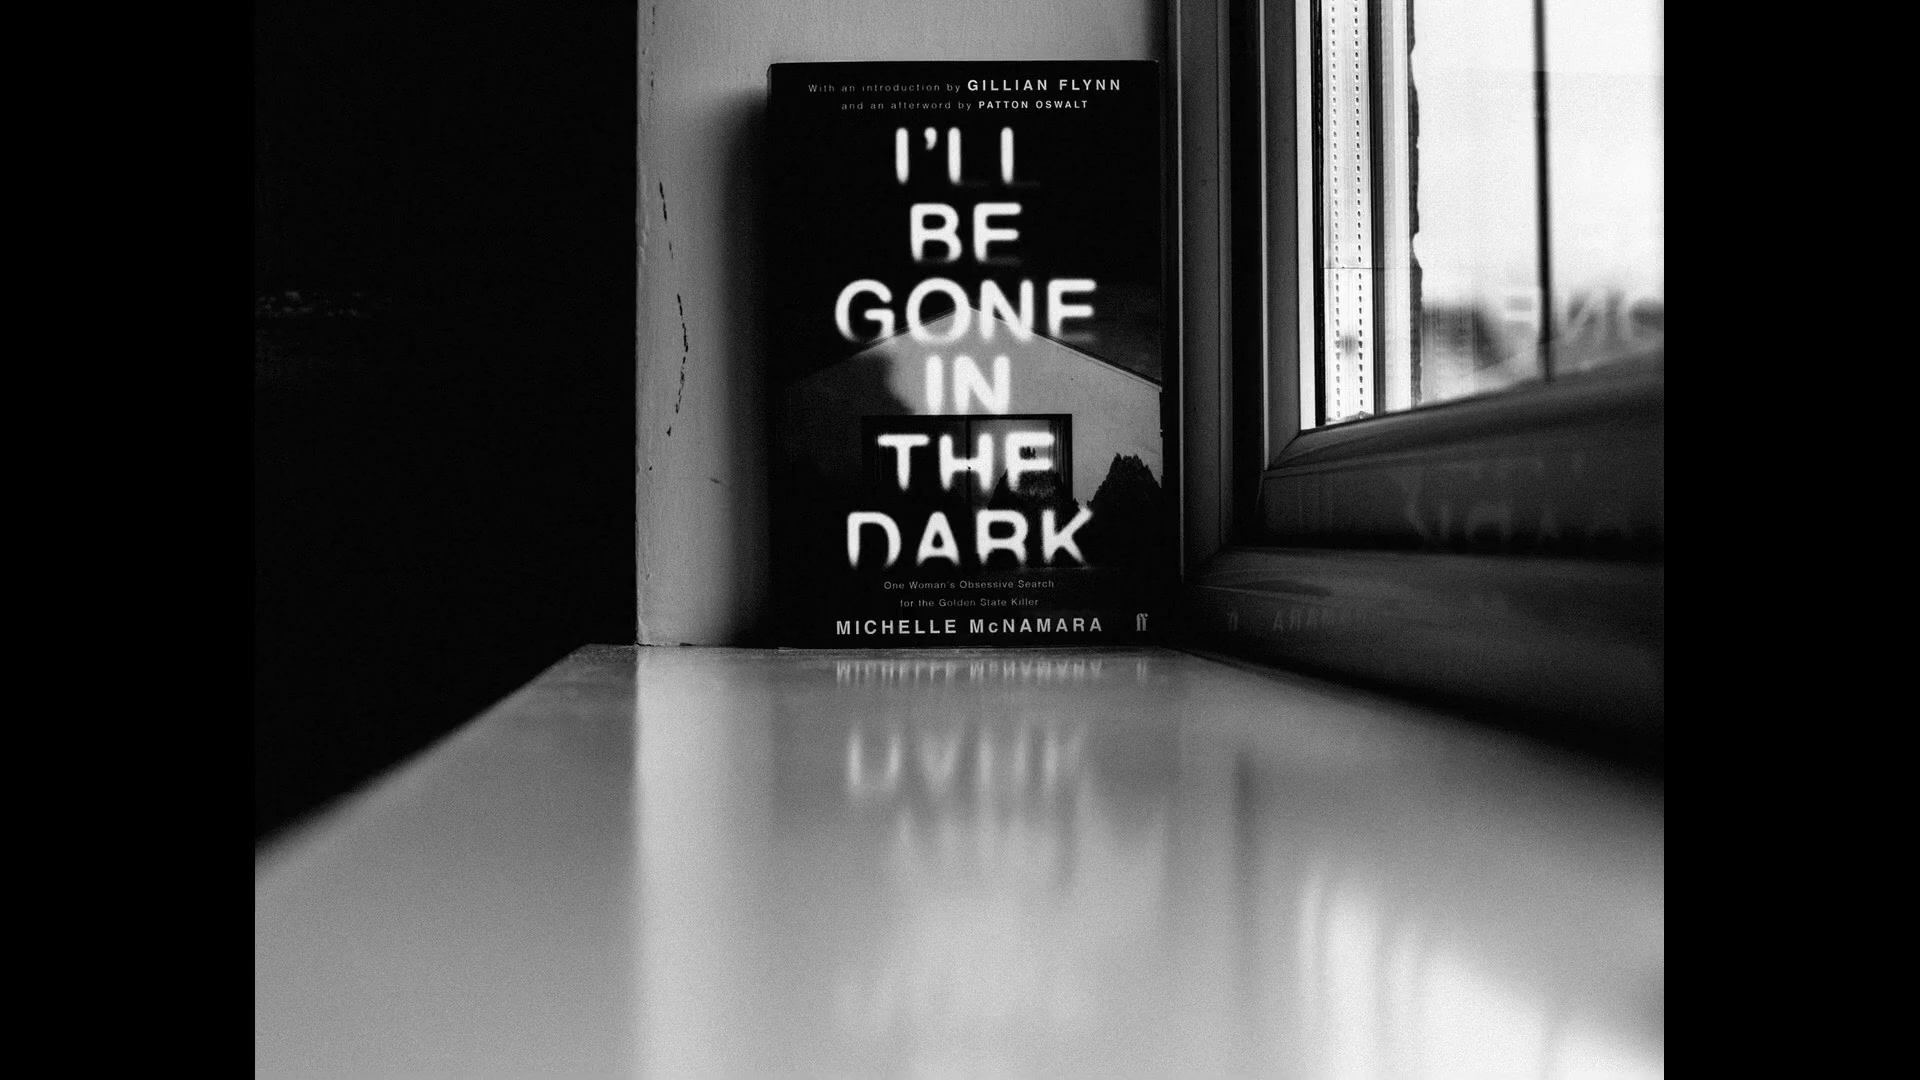 With an introduction by GILLIAN FLYNN
and an afterword by PATTON OSWALT
I'LL
BE
GONE
IN
THE
DARK
One Woman's Obsessive Search
for the Golden State Killer
MICHELLE McNAMARA ff